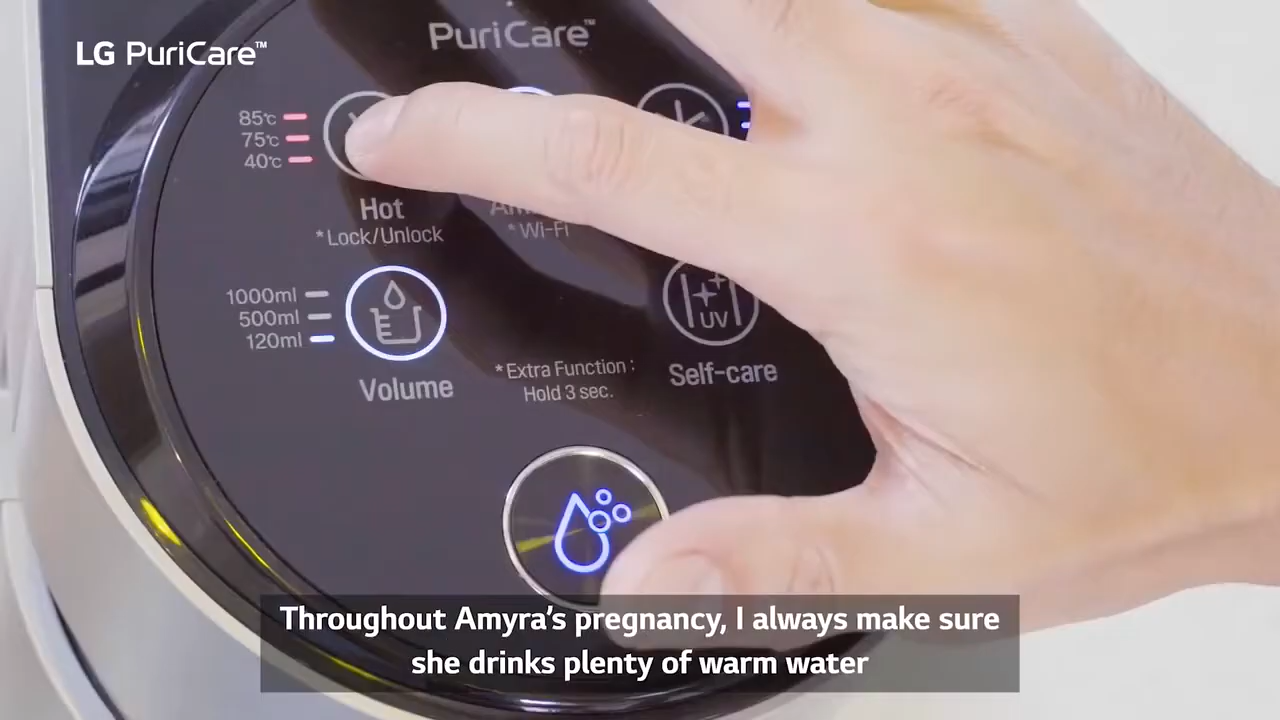 PuriCare™
LG PuriCare™
85°c
75°c
40°c
Hot
*Lock/Unlock
*Wi-Fi
1000ml
500ml
120ml
Volume
UV
*Extra Function :
Hold 3 sec.
Self-care
Throughout Amyra's pregnancy, I always make sure
she drinks plenty of warm water